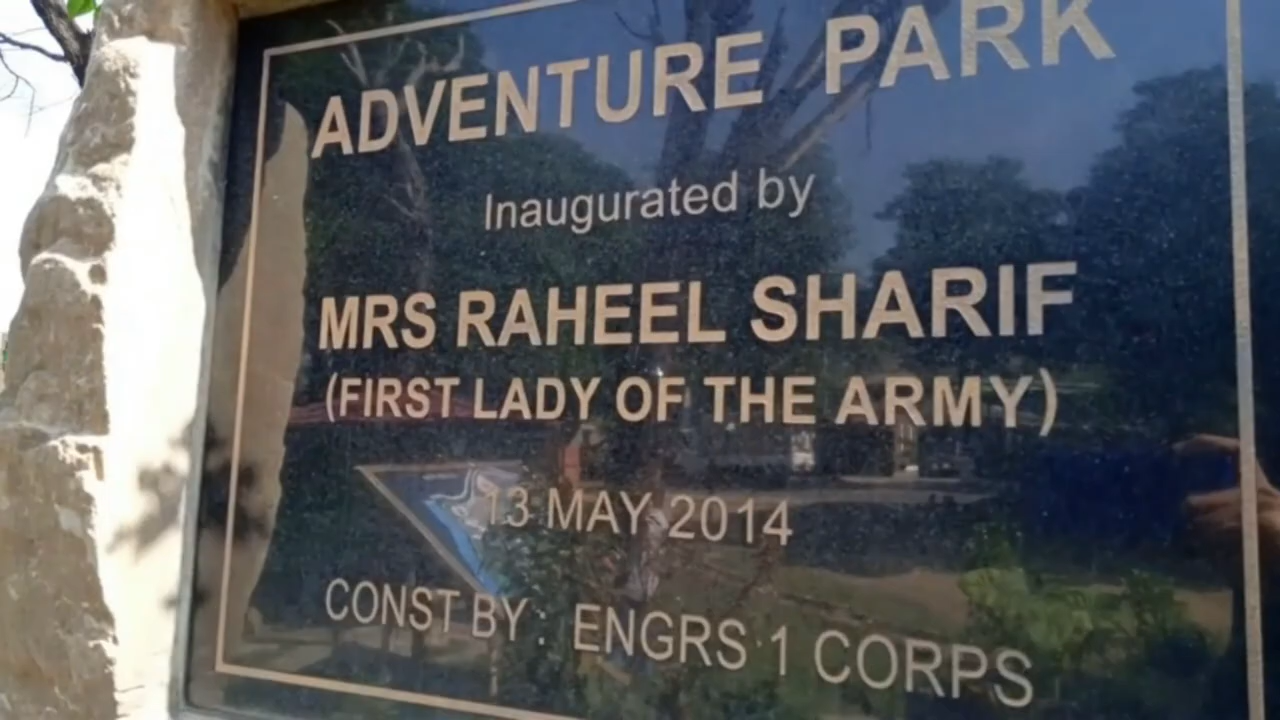 ADVENTURE PARK
Inaugurated by
MRS RAHEEL SHARIF
(FIRST LADY OF THE ARMY)
13 MAY 2014
CONST BY : ENGRS 1 CORPS